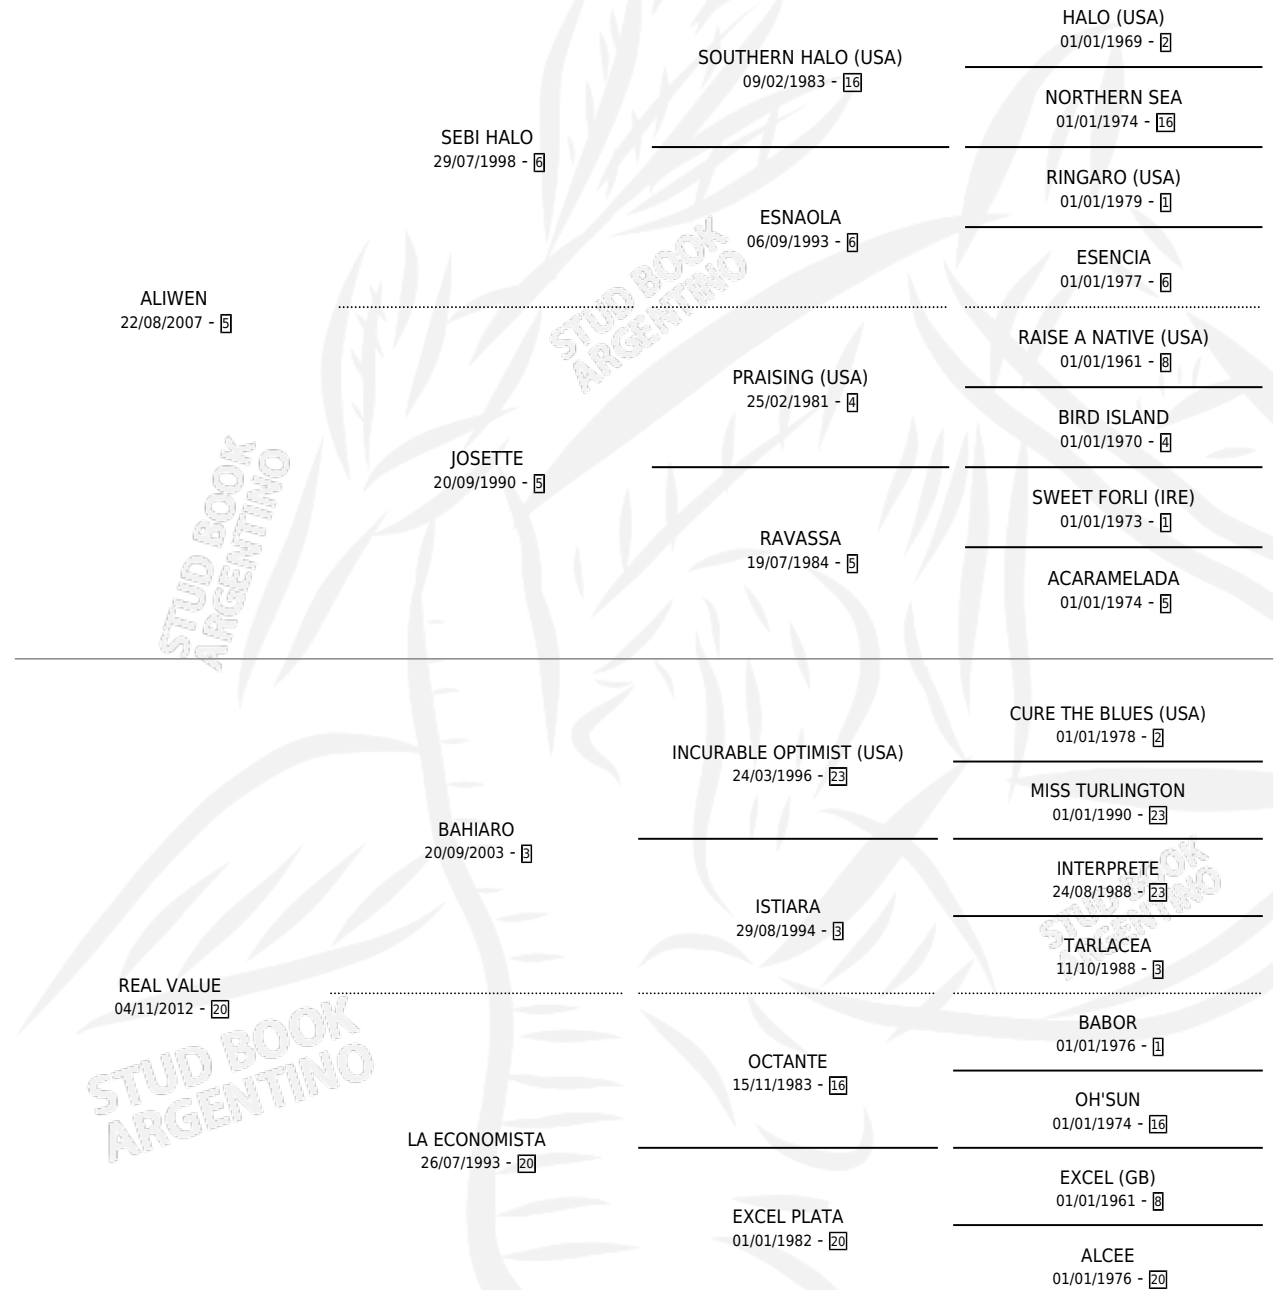 HALO (USA)
01/01/1969 - 2
SOUTHERN HALO (USA)
09/02/1983 - 16
NORTHERN SEA
01/01/1974 - 16
SEBI HALO
29/07/1998 - 6
RINGARO (USA)
01/01/1979 - 1
ESNAOLA
06/09/1993 - 6
ESENCIA
01/01/1977 - 6
ALIWEN
22/08/2007 - 5
RAISE A NATIVE (USA)
01/01/1961 - 8
PRAISING (USA)
25/02/1981 - 4
BIRD ISLAND
01/01/1970 - 4
JOSETTE
20/09/1990 - 5
SWEET FORLI (IRE)
01/01/1973 - 1
RAVASSA
19/07/1984 - 5
ACARAMELADA
01/01/1974 - 5
STUD BOOK
ARGENTINO
STUD BOOK
ARGENTINO
CURE THE BLUES (USA)
01/01/1978 - 2
INCURABLE OPTIMIST (USA)
24/03/1996 - 23
MISS TURLINGTON
01/01/1990 - 23
BAHIARO
20/09/2003 - 3
INTERPRETE
24/08/1988 - 23
ISTIARA
29/08/1994 - 3
TARLACEA
11/10/1988 - 3
REAL VALUE
04/11/2012 - 20
BABOR
01/01/1976 - 1
OCTANTE
15/11/1983 - 16
OH'SUN
01/01/1974 - 16
LA ECONOMISTA
26/07/1993 - 20
EXCEL (GB)
01/01/1961 - 8
EXCEL PLATA
01/01/1982 - 20
ALCEE
01/01/1976 - 20
STUD BOOK
ARGENTINO
STUD BOOK
ARGENTINO